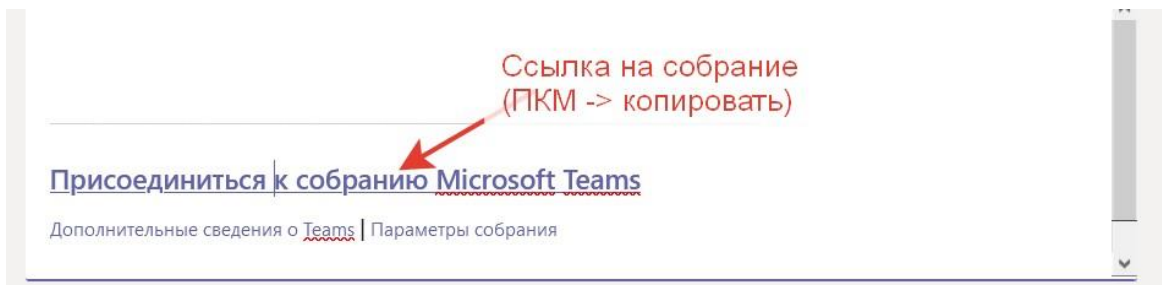 Ссылка на собрание
(ПКМ -> копировать)
Присоединиться к собранию Microsoft Teams
Дополнительные сведения о Teams | Параметры собрания